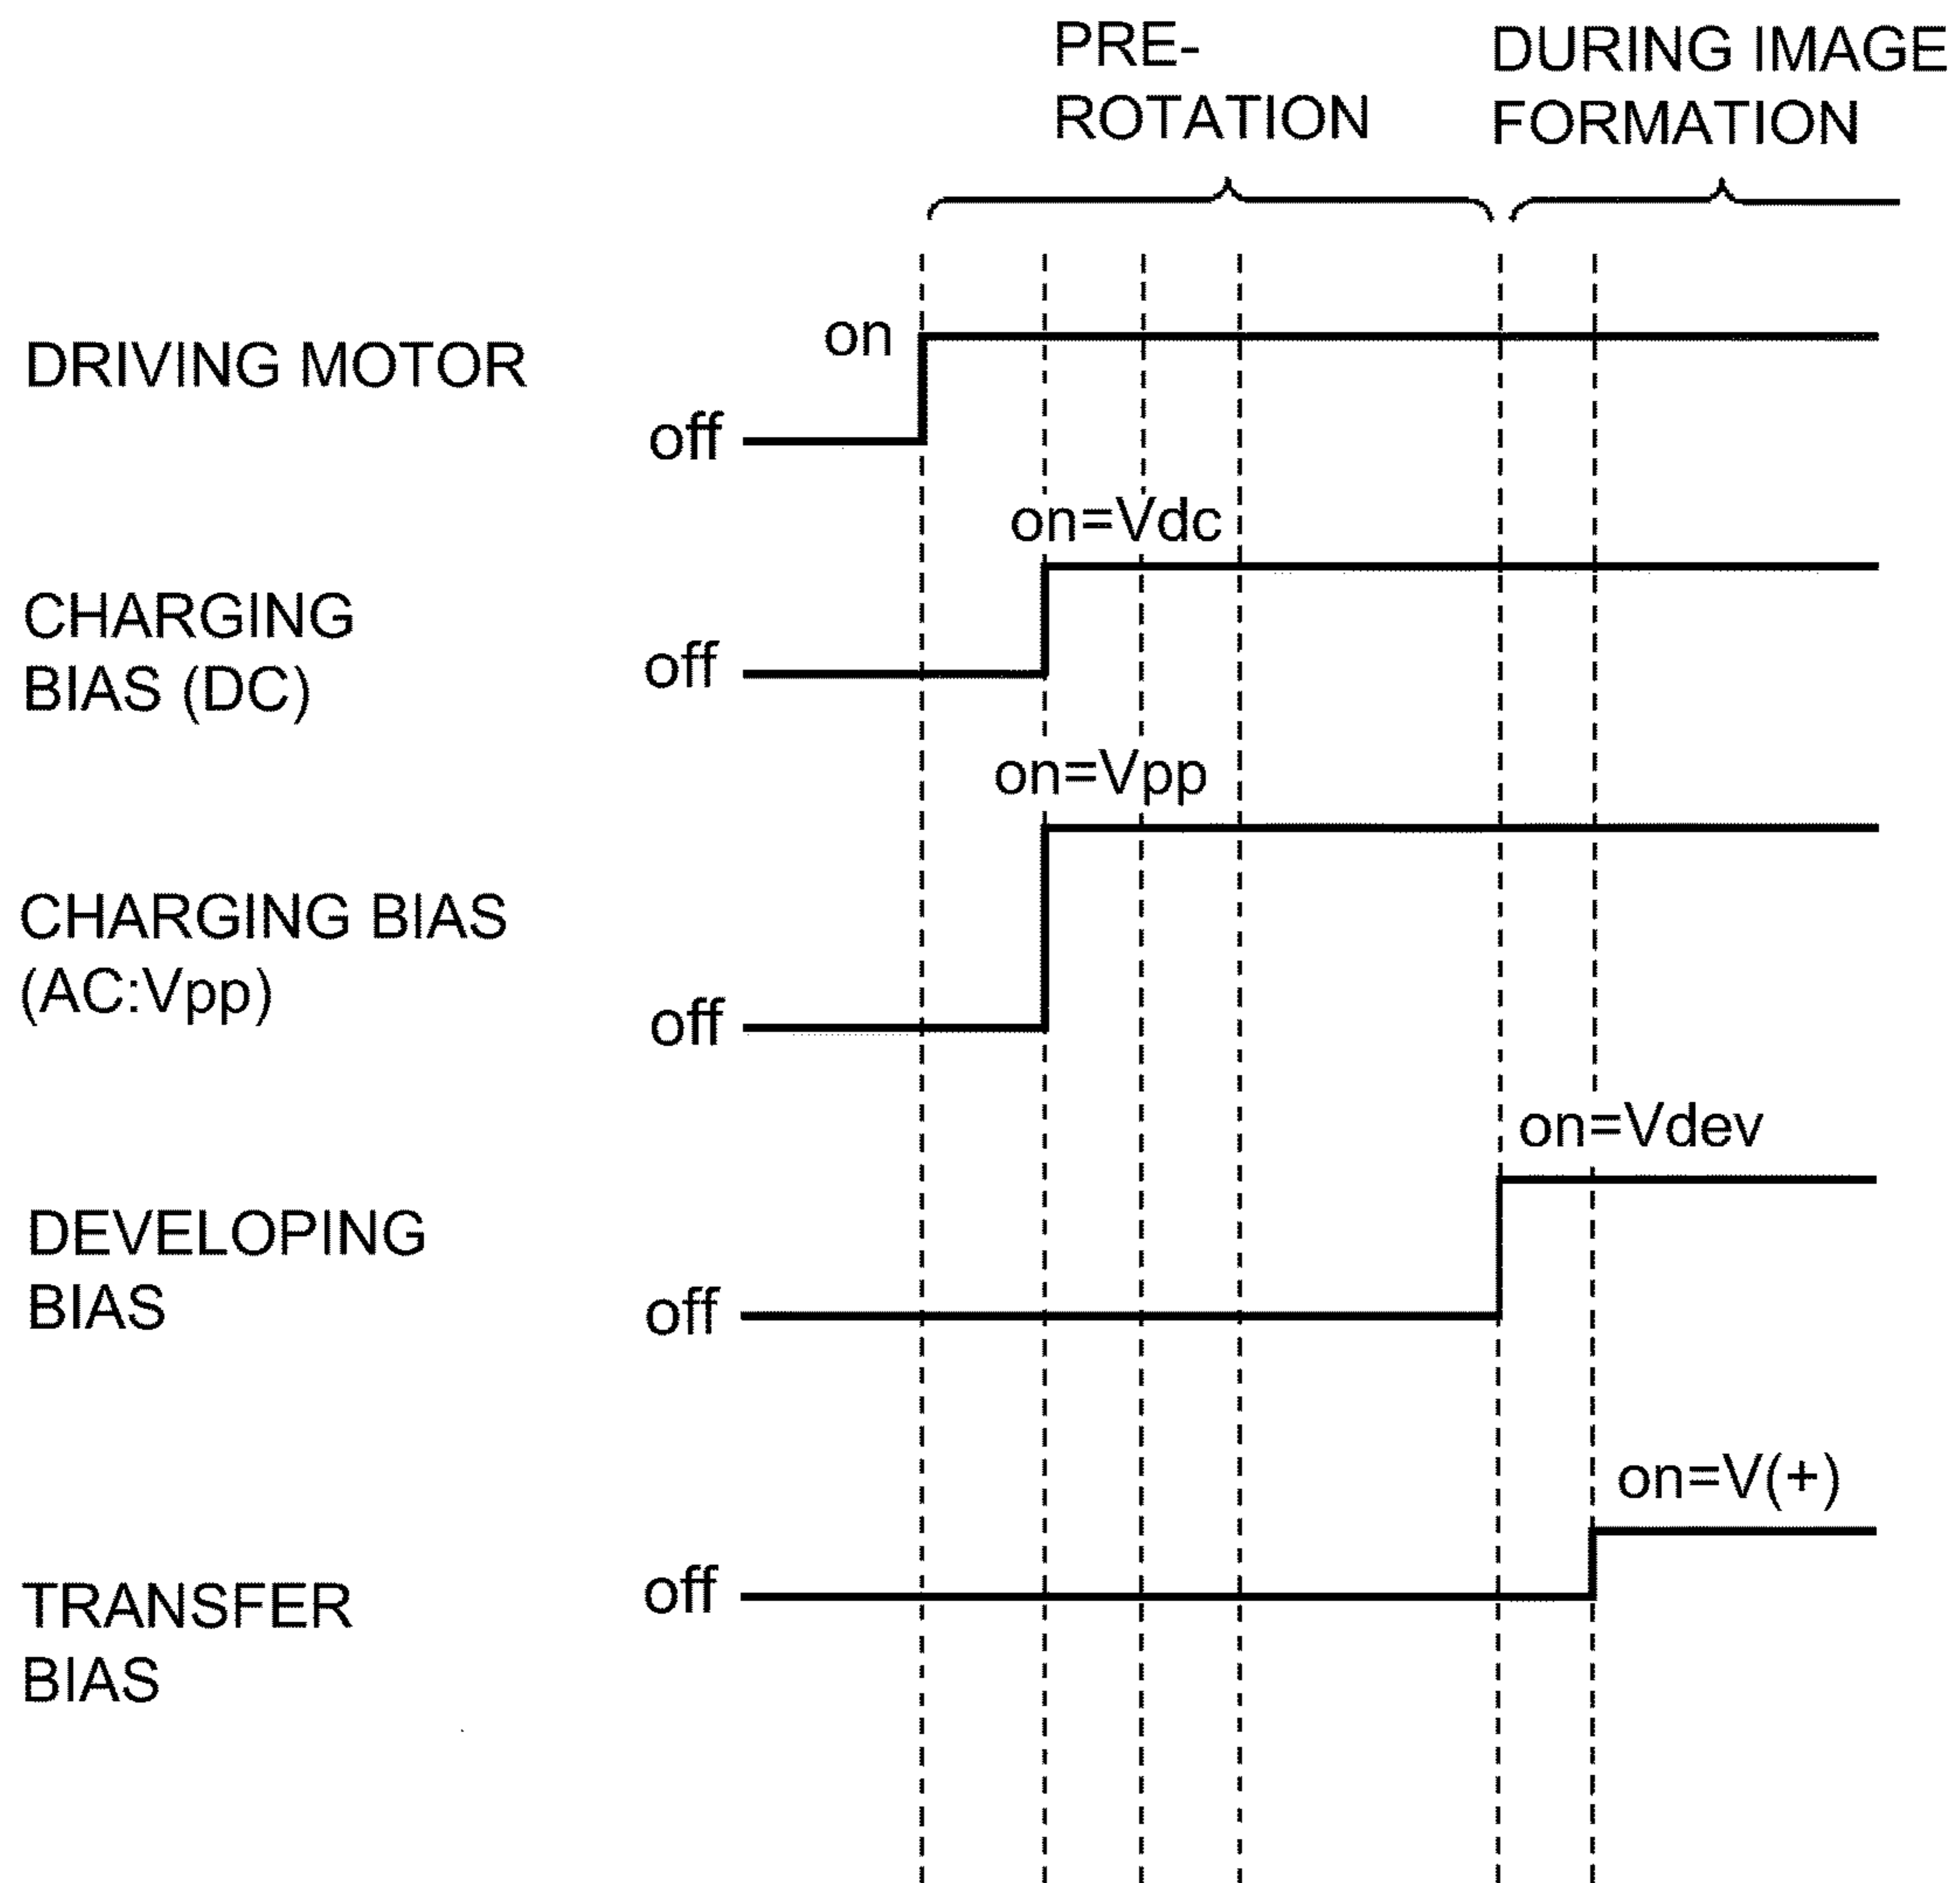 PRE-
ROTATION
DURING IMAGE
FORMATION
DRIVING MOTOR
on
off
CHARGING
BIAS (DC)
on=Vdc
off
CHARGING BIAS
(AC:Vpp)
on=Vpp
off
DEVELOPING
BIAS
on=Vdev
off
TRANSFER
BIAS
on=V(+)
off